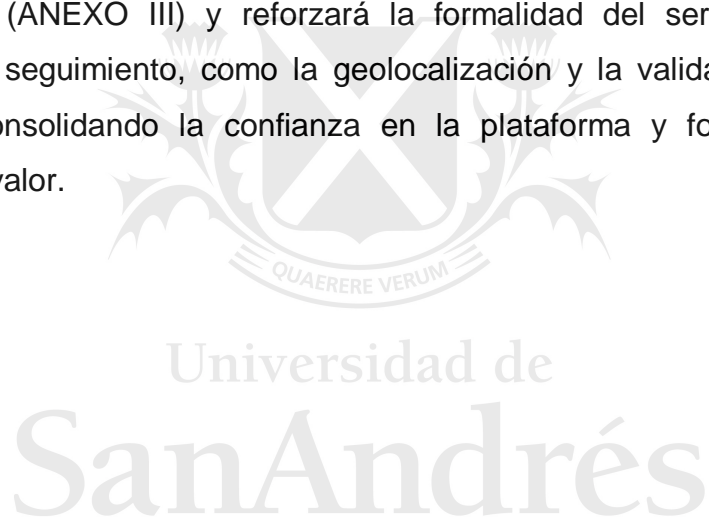 (ANEXO III) y reforzará la formalidad del ser
seguimiento, como la geolocalización y la valida
onsolidando la confianza en la plataforma y fo
valor.
QUAERERE VERUM
Universidad de
SanAndrés